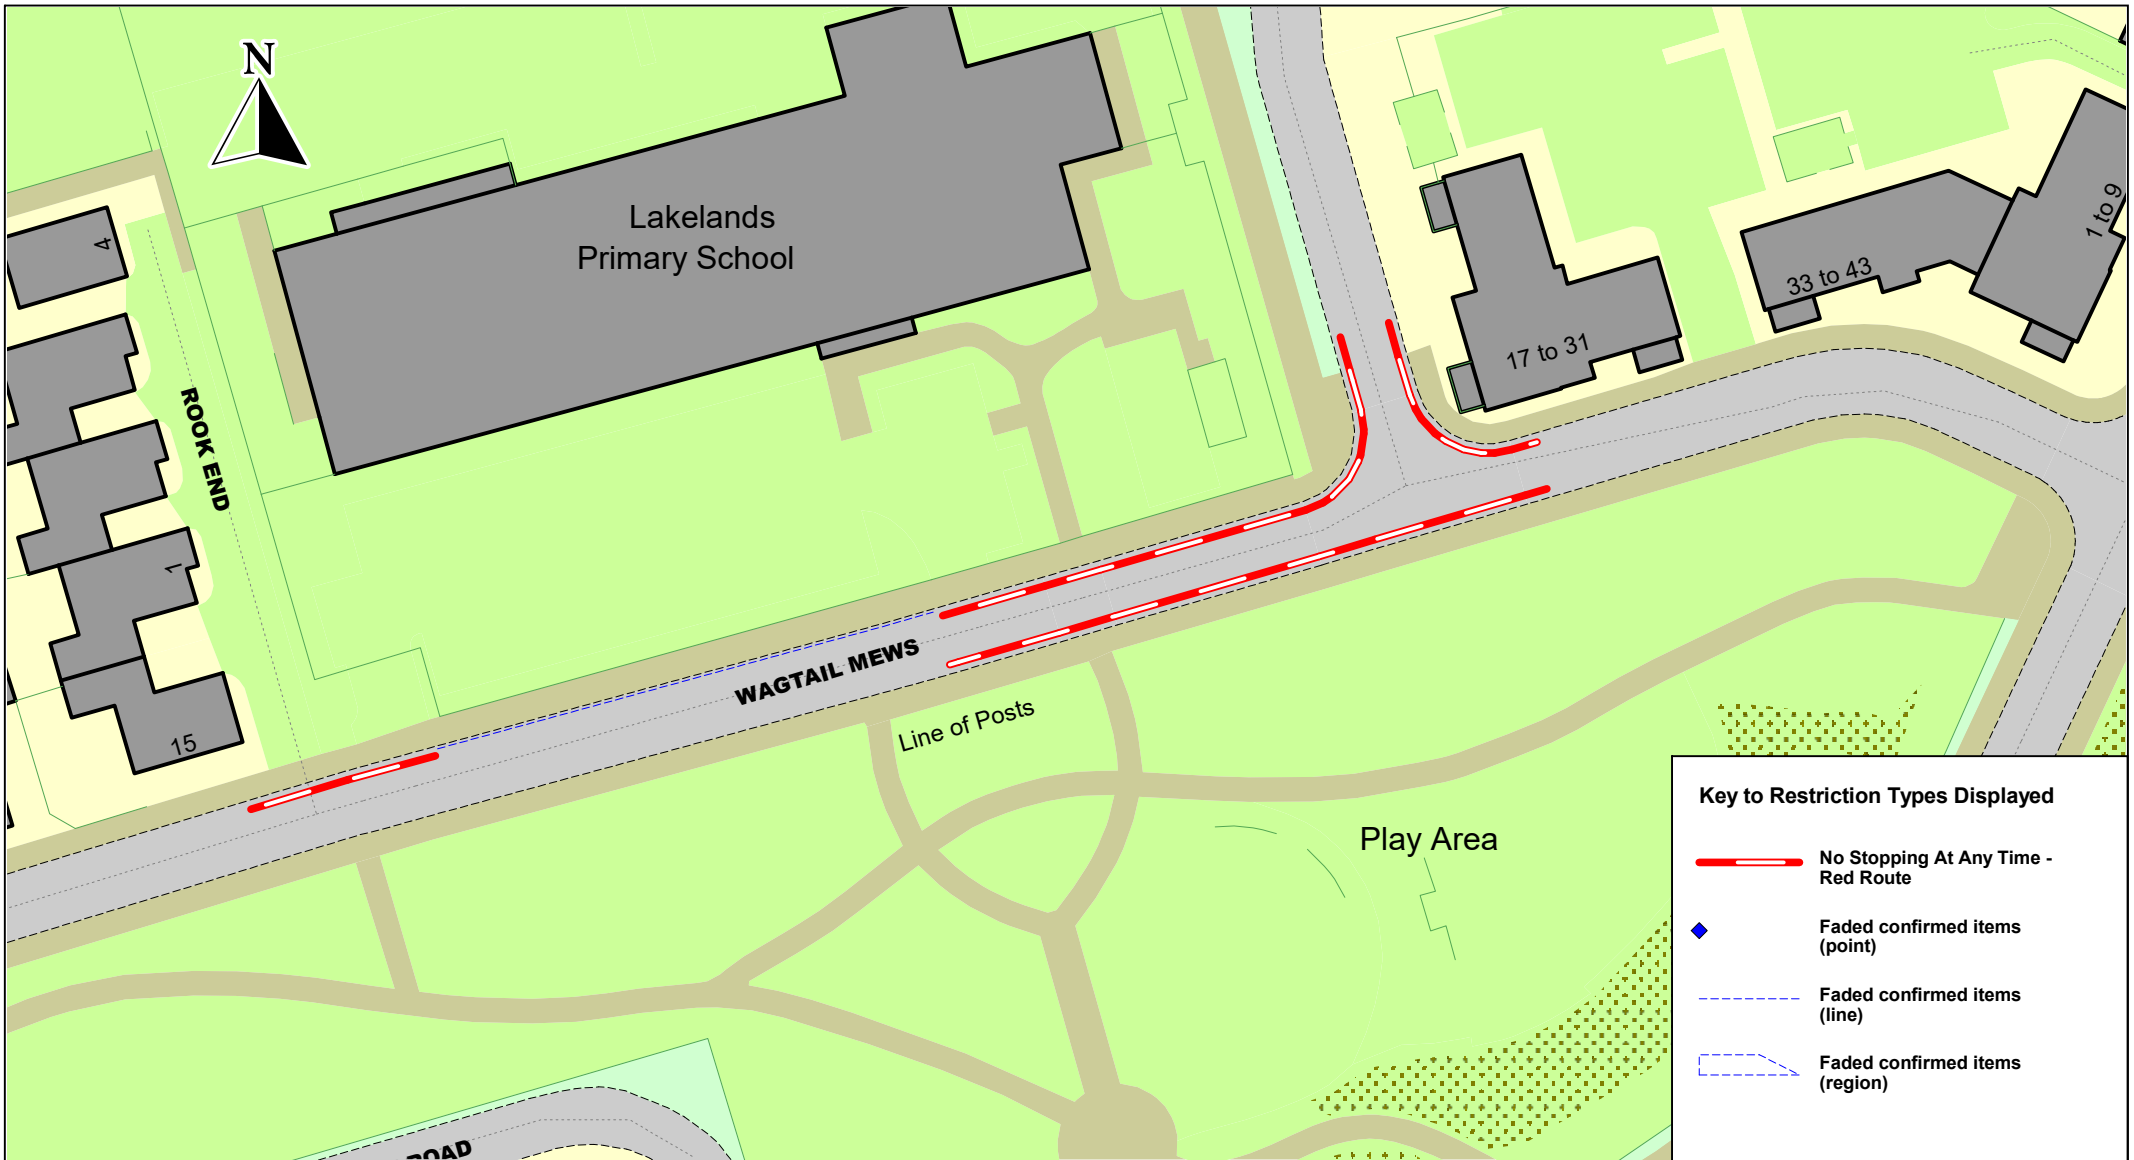 N
Lakelands
Primary School
4
1 to 9
33 to 43
17 to 31
ROOK END
1
WAGTAIL MEWS
Line of Posts
15
Play Area
Key to Restriction Types Displayed
No Stopping At Any Time -
Red Route
Faded confirmed items
(point)
Faded confirmed items
(line)
Faded confirmed items
(region)
ROAD